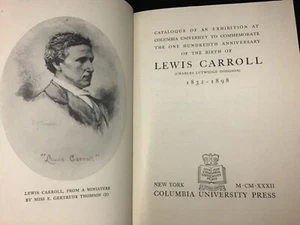 "Lewis Carroll"
LEWIS CARROLL, FROM A MINIATURE
BY MISS E. GERTRUDE THOMSON
CATALOGUE OF AN EXHIBITION AT
COLUMBIA UNIVERSITY TO COMMEMORATE
THE ONE HUNDREDTH ANNIVERSARY
OF THE BIRTH OF
LEWIS CARROLL
(CHARLES LUTWIDGE DODGSON)
1832-1898
NEW YORK M·CM·XXXII
COLUMBIA UNIVERSITY PRESS